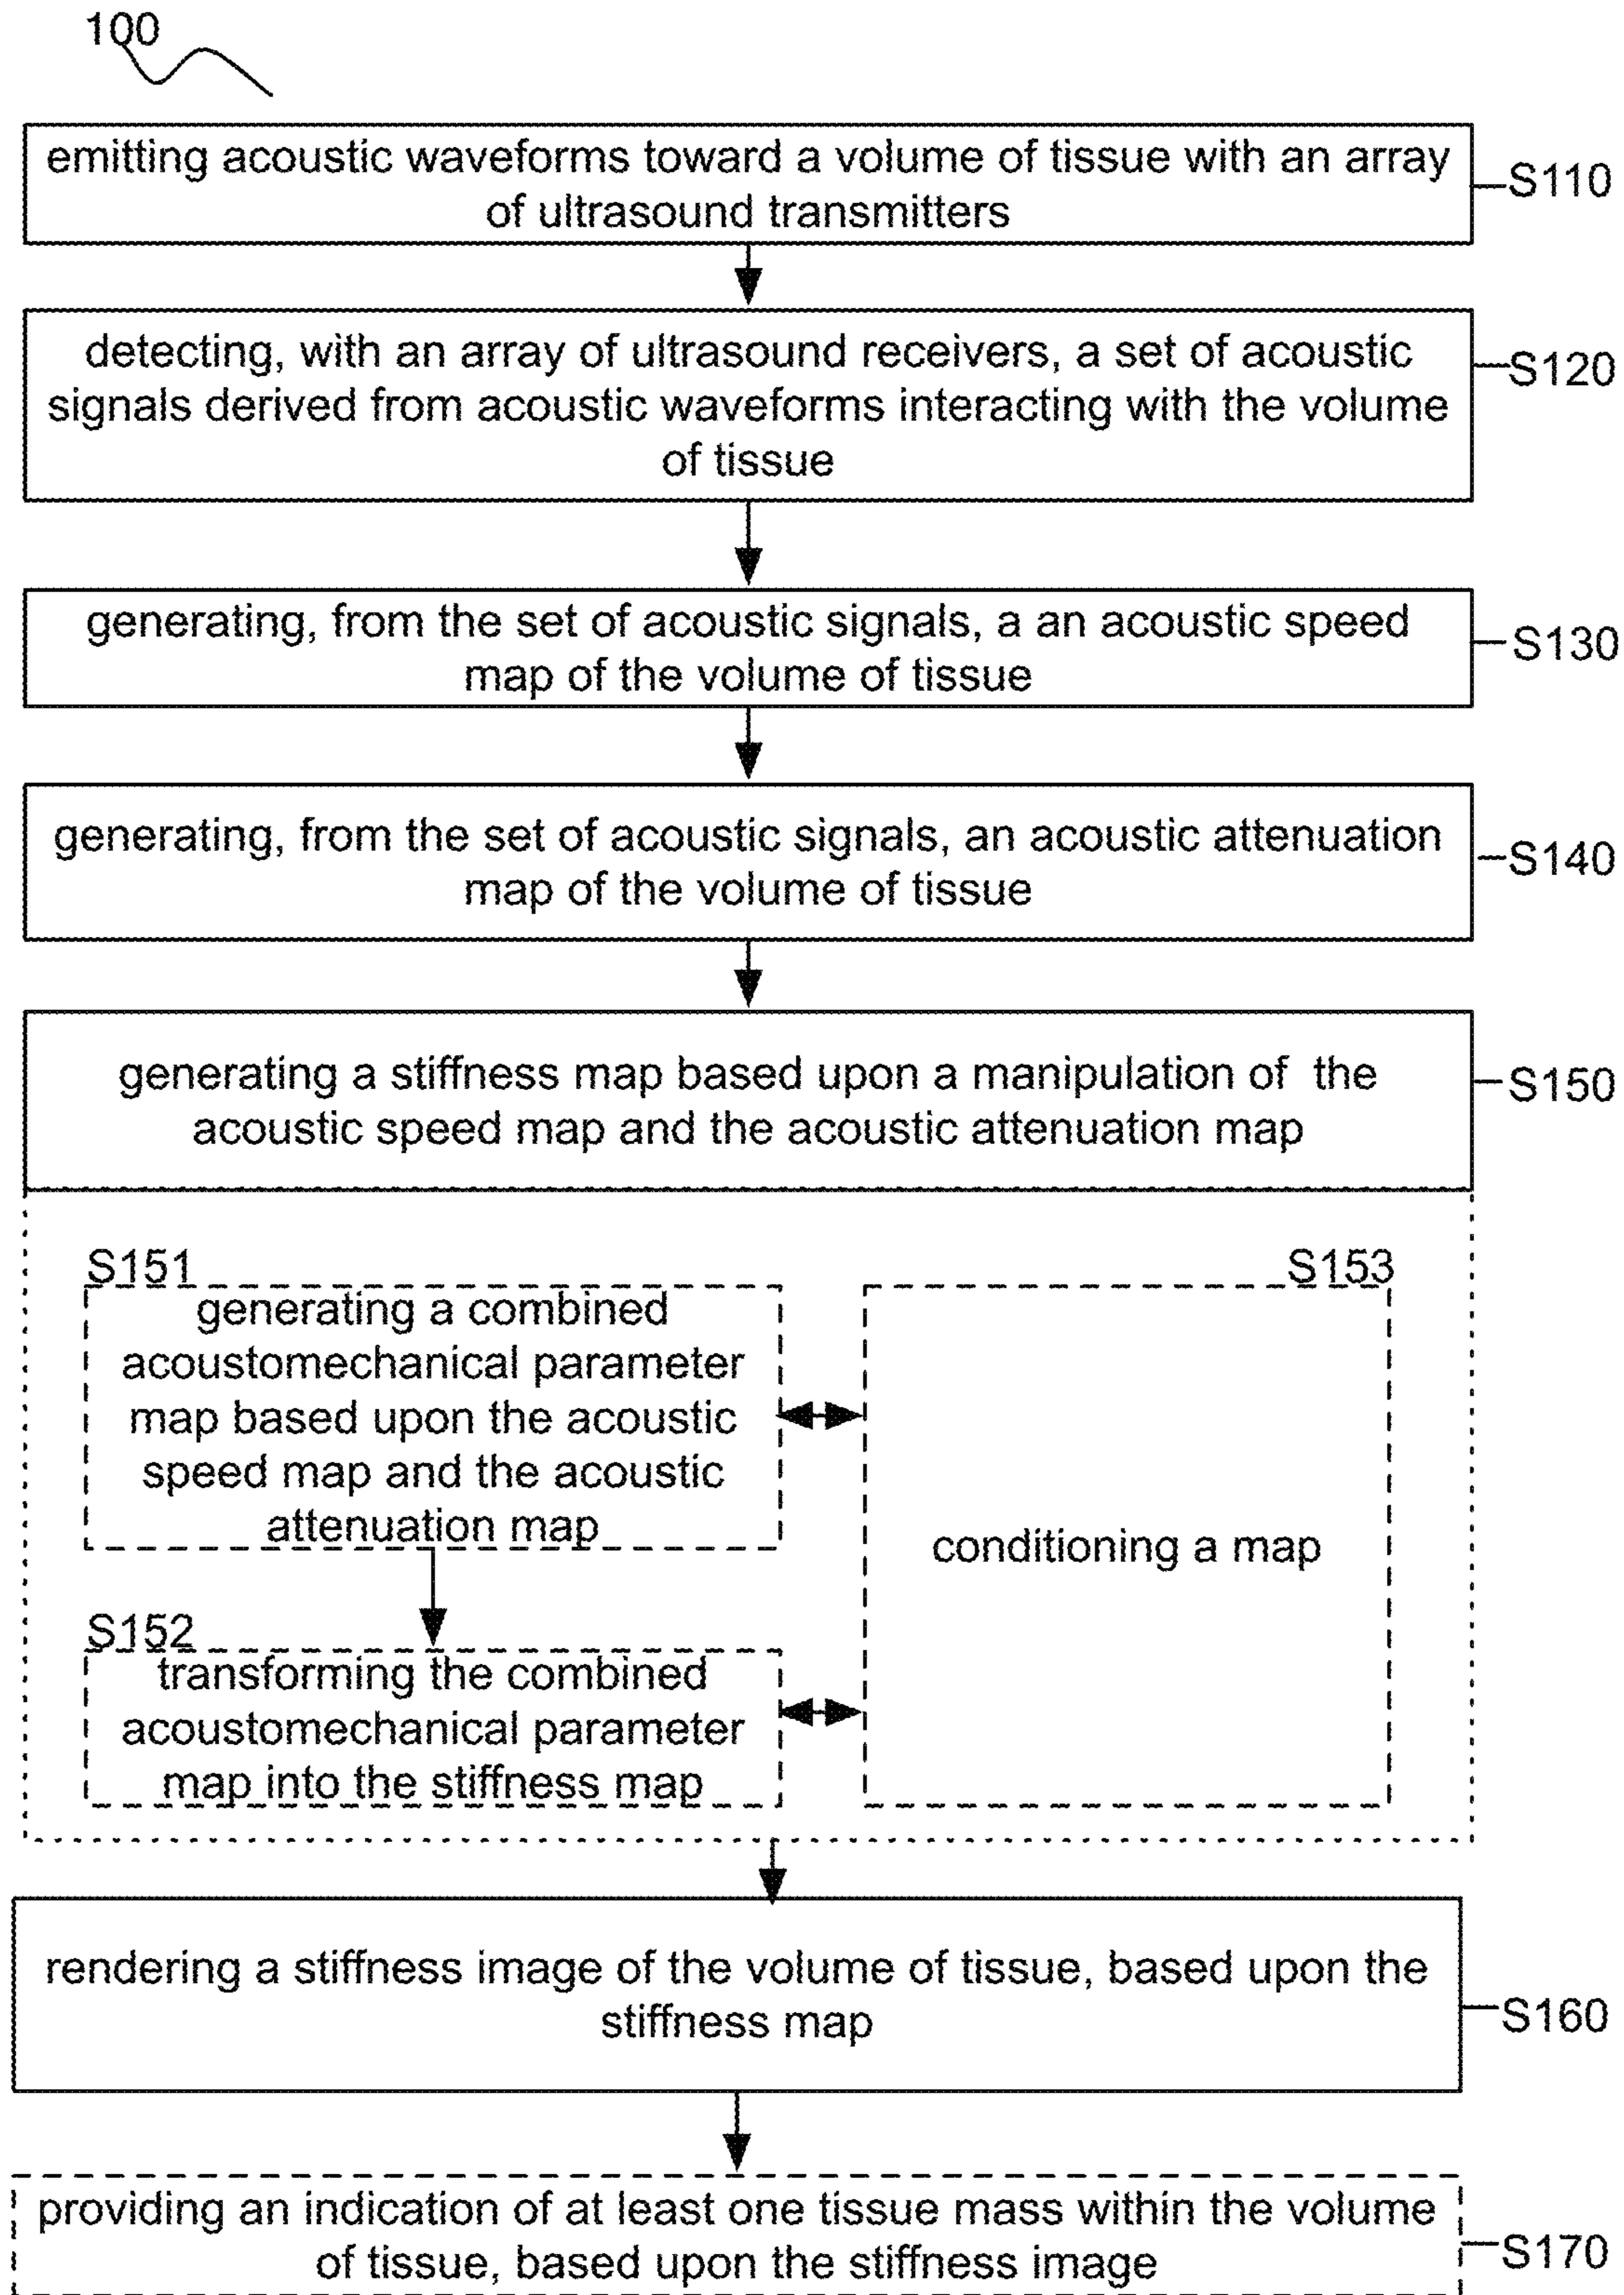 100
emitting acoustic waveforms toward a volume of tissue with an array
of ultrasound transmitters
S110
detecting, with an array of ultrasound receivers, a set of acoustic
signals derived from acoustic waveforms interacting with the volume
of tissue
S120
generating, from the set of acoustic signals, a an acoustic speed
map of the volume of tissue
S130
generating, from the set of acoustic signals, an acoustic attenuation
map of the volume of tissue
S140
generating a stiffness map based upon a manipulation of the
acoustic speed map and the acoustic attenuation map
S150
S151
generating a combined
acoustomechanical parameter
map based upon the acoustic
speed map and the acoustic
attenuation map
S153
conditioning a map
S152
transforming the combined
acoustomechanical parameter
map into the stiffness map
rendering a stiffness image of the volume of tissue, based upon the
stiffness map
S160
providing an indication of at least one tissue mass within the volume
of tissue, based upon the stiffness image
S170